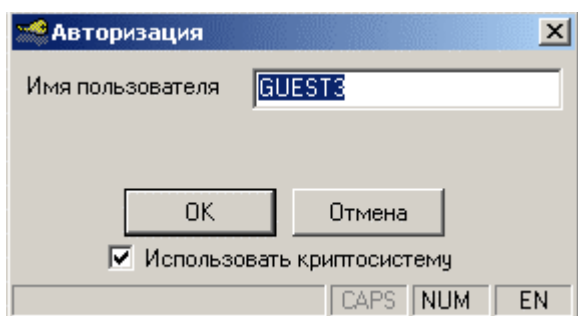 Авторизация
Имя пользователя GUEST3
OK Отмена
Использовать криптосистему
CAPS NUM EN